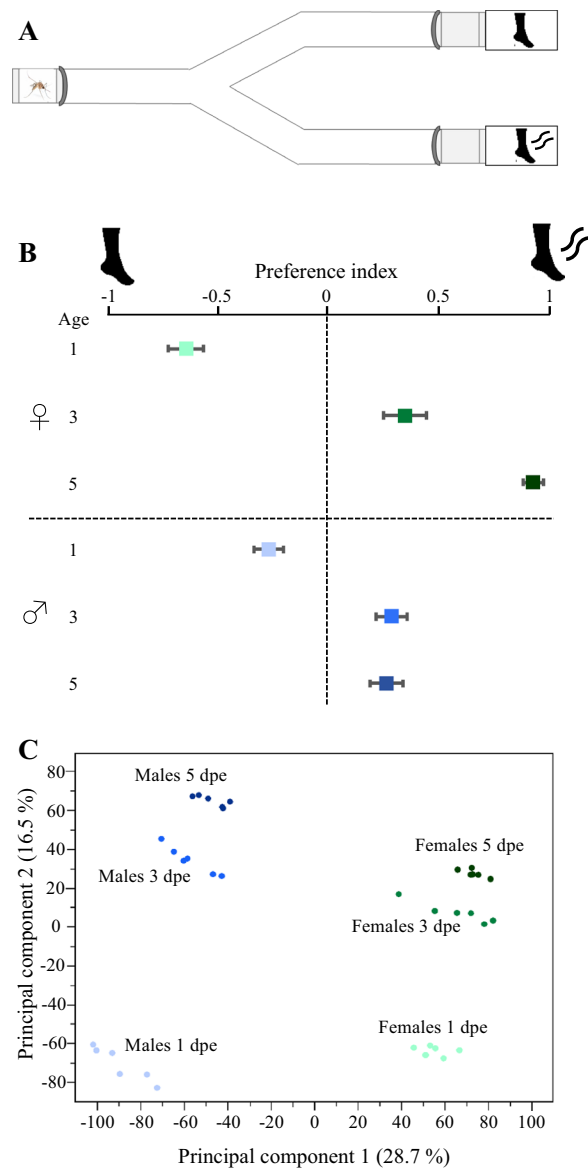 A
B
Preference index
-1 -0.5 0 0.5 1
Age
1
♀ 3
5
1
♂ 3
5
C
Principal component 2 (16.5 %)
80
60
40
20
0
-20
-40
-60
-80
Males 5 dpe
Females 5 dpe
Males 3 dpe
Females 3 dpe
Males 1 dpe
Females 1 dpe
-100 -80 -60 -40 -20 0 20 40 60 80 100
Principal component 1 (28.7 %)